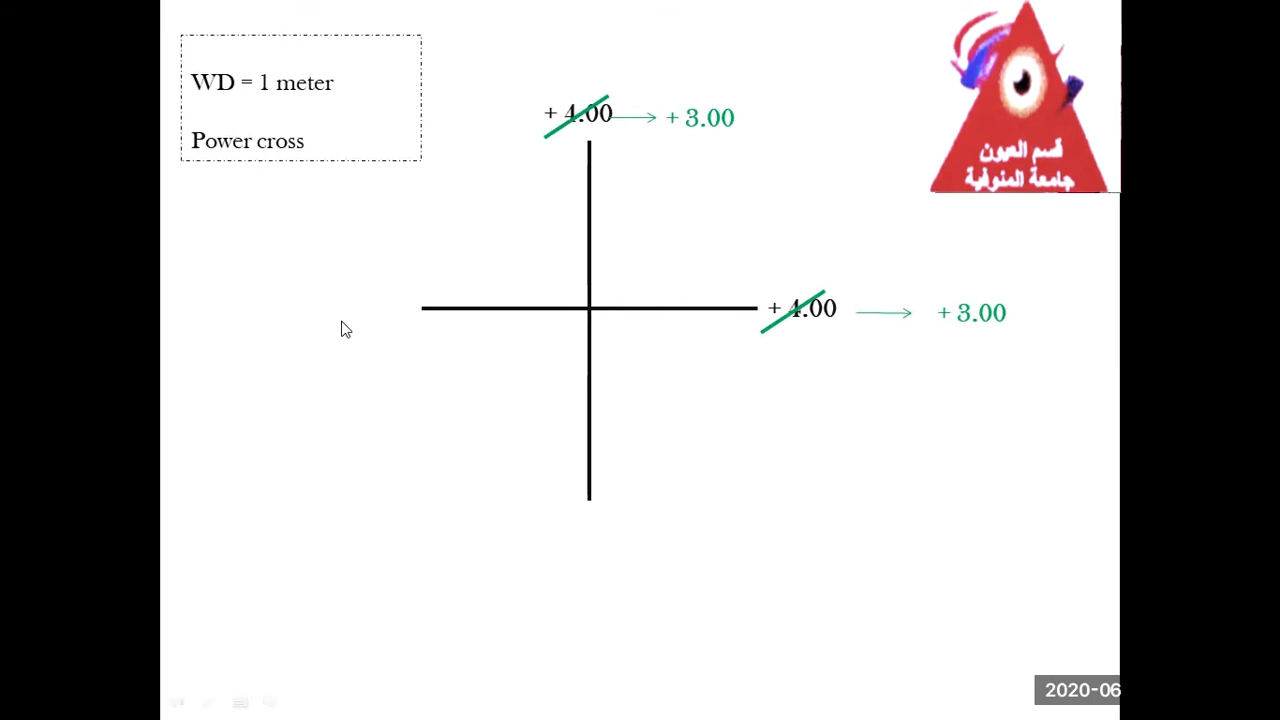 WD = 1 meter
Power cross
+ 4.00
+ 3.00
+ 4.00
+ 3.00
قسم العيون
جامعة المنوفية
2020-06